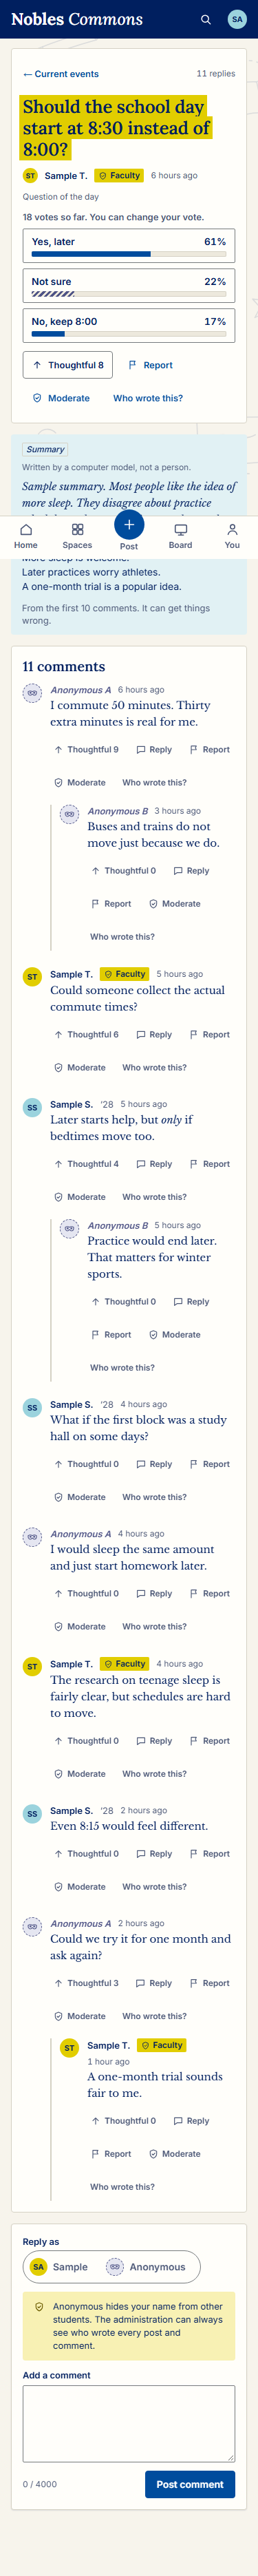 Nobles Commons
SA
← Current events
11 replies
Should the school day
start at 8:30 instead of
8:00?
ST Sample T. Faculty 6 hours ago
Question of the day
18 votes so far. You can change your vote.
Yes, later 61%
Not sure 22%
No, keep 8:00 17%
Thoughtful 8 Report
Moderate Who wrote this?
Summary
Written by a computer model, not a person.
Sample summary. Most people like the idea of
more sleep. They disagree about practice
Home Spaces Post Board You
More sleep is welcome.
Later practices worry athletes.
A one-month trial is a popular idea.
From the first 10 comments. It can get things
wrong.
11 comments
Anonymous A 6 hours ago
I commute 50 minutes. Thirty
extra minutes is real for me.
Thoughtful 9 Reply Report
Moderate Who wrote this?
Anonymous B 3 hours ago
Buses and trains do not
move just because we do.
Thoughtful 0 Reply
Report Moderate
Who wrote this?
ST Sample T. Faculty 5 hours ago
Could someone collect the actual
commute times?
Thoughtful 6 Reply Report
Moderate Who wrote this?
SS Sample S. '28 5 hours ago
Later starts help, but only if
bedtimes move too.
Thoughtful 4 Reply Report
Moderate Who wrote this?
Anonymous B 5 hours ago
Practice would end later.
That matters for winter
sports.
Thoughtful 0 Reply
Report Moderate
Who wrote this?
SS Sample S. '28 4 hours ago
What if the first block was a study
hall on some days?
Thoughtful 0 Reply Report
Moderate Who wrote this?
Anonymous A 4 hours ago
I would sleep the same amount
and just start homework later.
Thoughtful 0 Reply Report
Moderate Who wrote this?
ST Sample T. Faculty 4 hours ago
The research on teenage sleep is
fairly clear, but schedules are hard
to move.
Thoughtful 0 Reply Report
Moderate Who wrote this?
SS Sample S. '28 2 hours ago
Even 8:15 would feel different.
Thoughtful 0 Reply Report
Moderate Who wrote this?
Anonymous A 2 hours ago
Could we try it for one month and
ask again?
Thoughtful 3 Reply Report
Moderate Who wrote this?
ST Sample T. Faculty
1 hour ago
A one-month trial sounds
fair to me.
Thoughtful 0 Reply
Report Moderate
Who wrote this?
Reply as
SA Sample Anonymous
Anonymous hides your name from other
students. The administration can always
see who wrote every post and
comment.
Add a comment
0 / 4000 Post comment